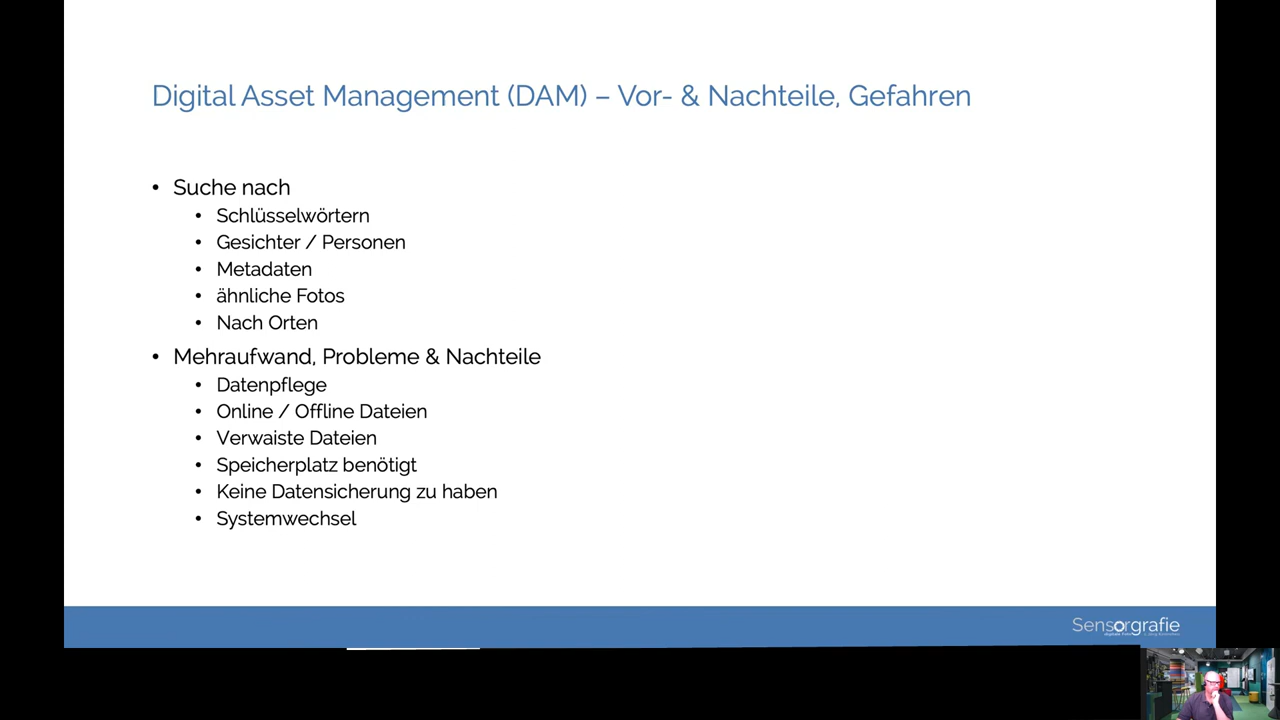 Digital Asset Management (DAM) – Vor- & Nachteile, Gefahren
• Suche nach
• Schlüsselwörtern
• Gesichter / Personen
• Metadaten
• ähnliche Fotos
• Nach Orten
• Mehraufwand, Probleme & Nachteile
• Datenpflege
• Online / Offline Dateien
• Verwaiste Dateien
• Speicherplatz benötigt
• Keine Datensicherung zu haben
• Systemwechsel
Sensorgrafie